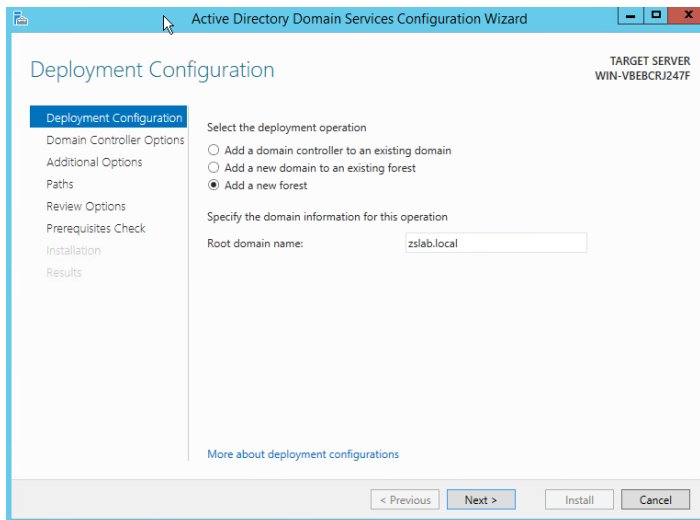 Active Directory Domain Services Configuration Wizard
Deployment Configuration
TARGET SERVER
WIN-VBEBCRJ247F
Deployment Configuration
Domain Controller Options
Additional Options
Paths
Review Options
Prerequisites Check
Installation
Results
Select the deployment operation
Add a domain controller to an existing domain
Add a new domain to an existing forest
Add a new forest
Specify the domain information for this operation
Root domain name: zslab.local
More about deployment configurations
< Previous Next > Install Cancel